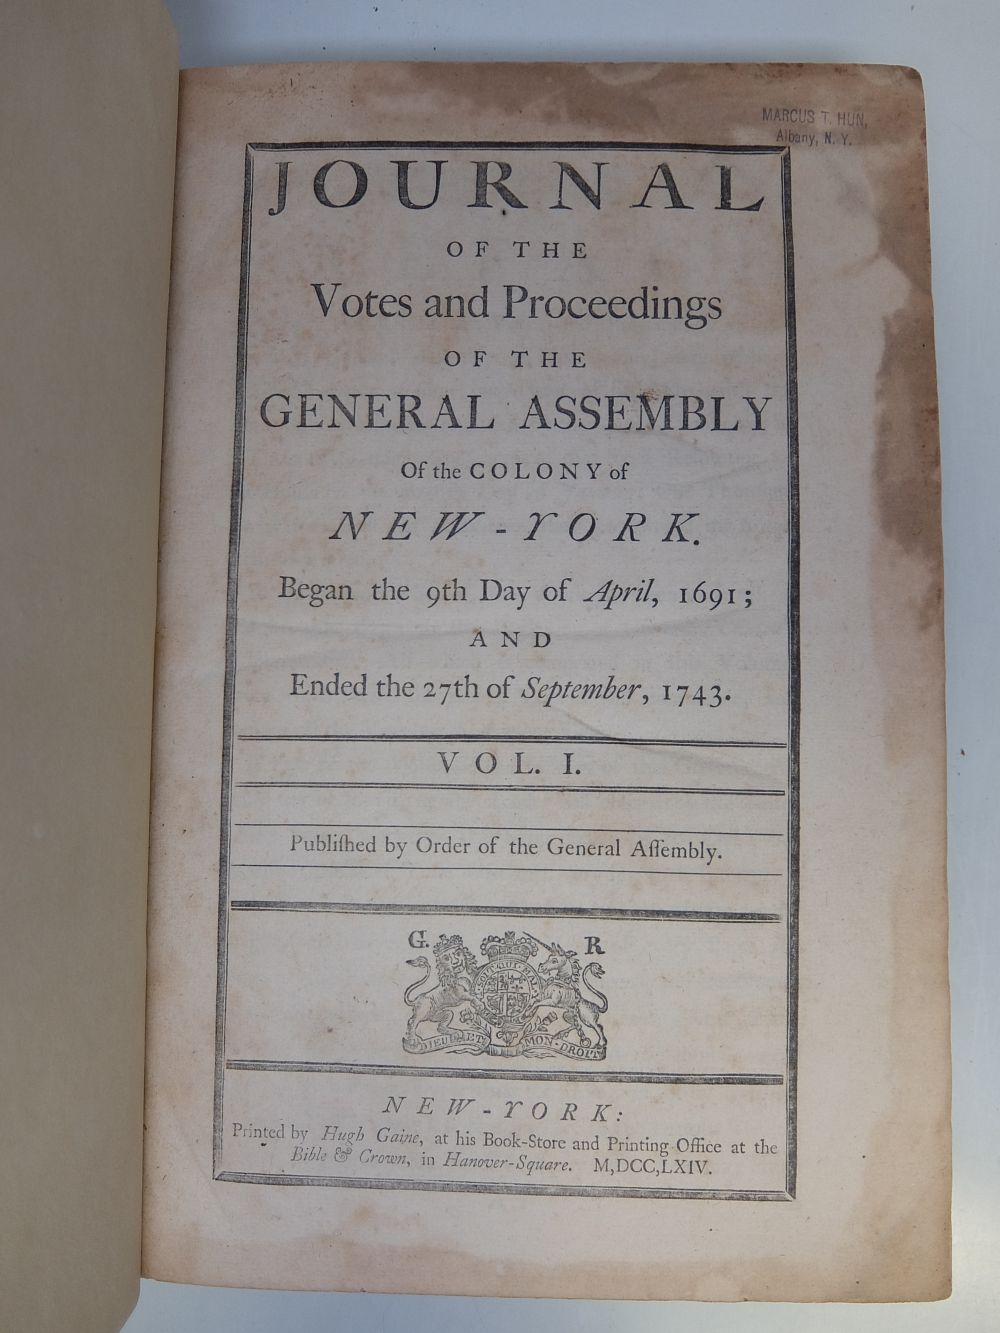 MARCUS T. HUN,
Albany, N. Y.
JOURNAL
OF THE
Votes and Proceedings
OF THE
GENERAL ASSEMBLY
Of the COLONY of
NEW-YORK.
Began the 9th Day of April, 1691;
AND
Ended the 27th of September, 1743.
VOL. I.
Publiſhed by Order of the General Aſſembly.
G. R
DIEU ET MON DROIT
NEW-YORK:
Printed by Hugh Gaine, at his Book-Store and Printing Office at the
Bible & Crown, in Hanover-Square. M,DCC,LXIV.